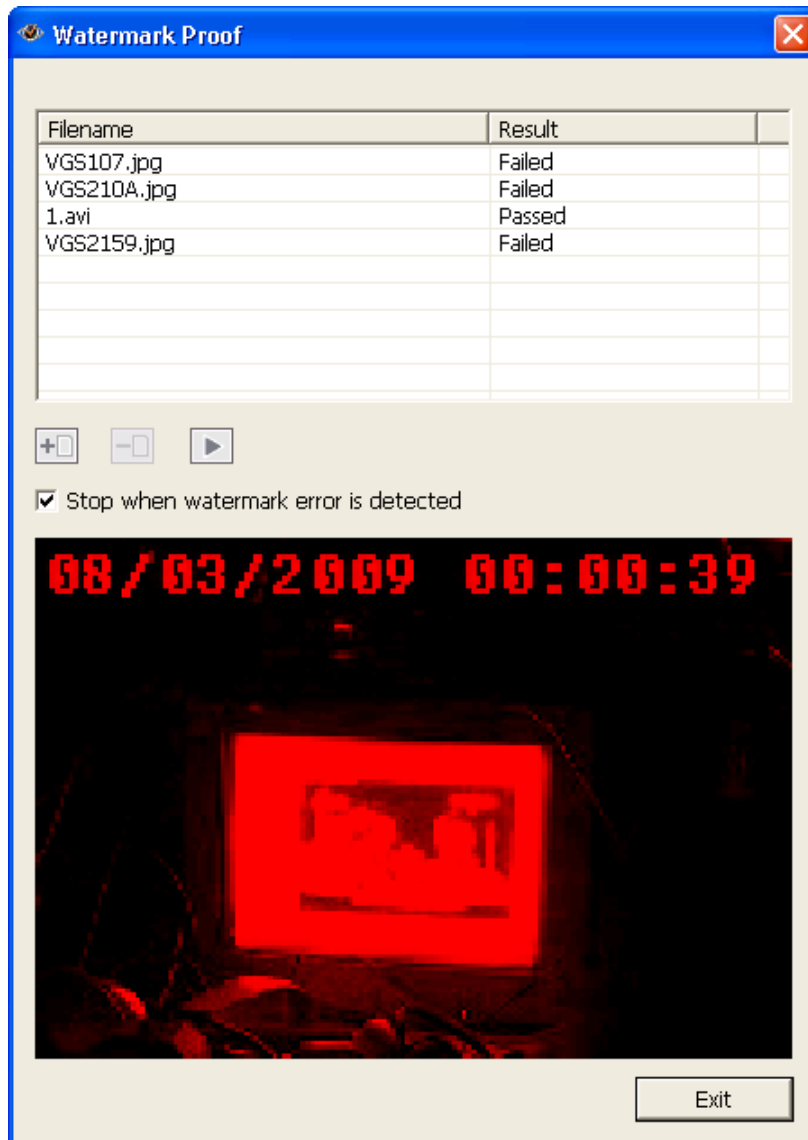 Watermark Proof
Filename Result
VGS107.jpg Failed
VGS210A.jpg Failed
1.avi Passed
VGS2159.jpg Failed
Stop when watermark error is detected
08/03/2009 00:00:39
Exit